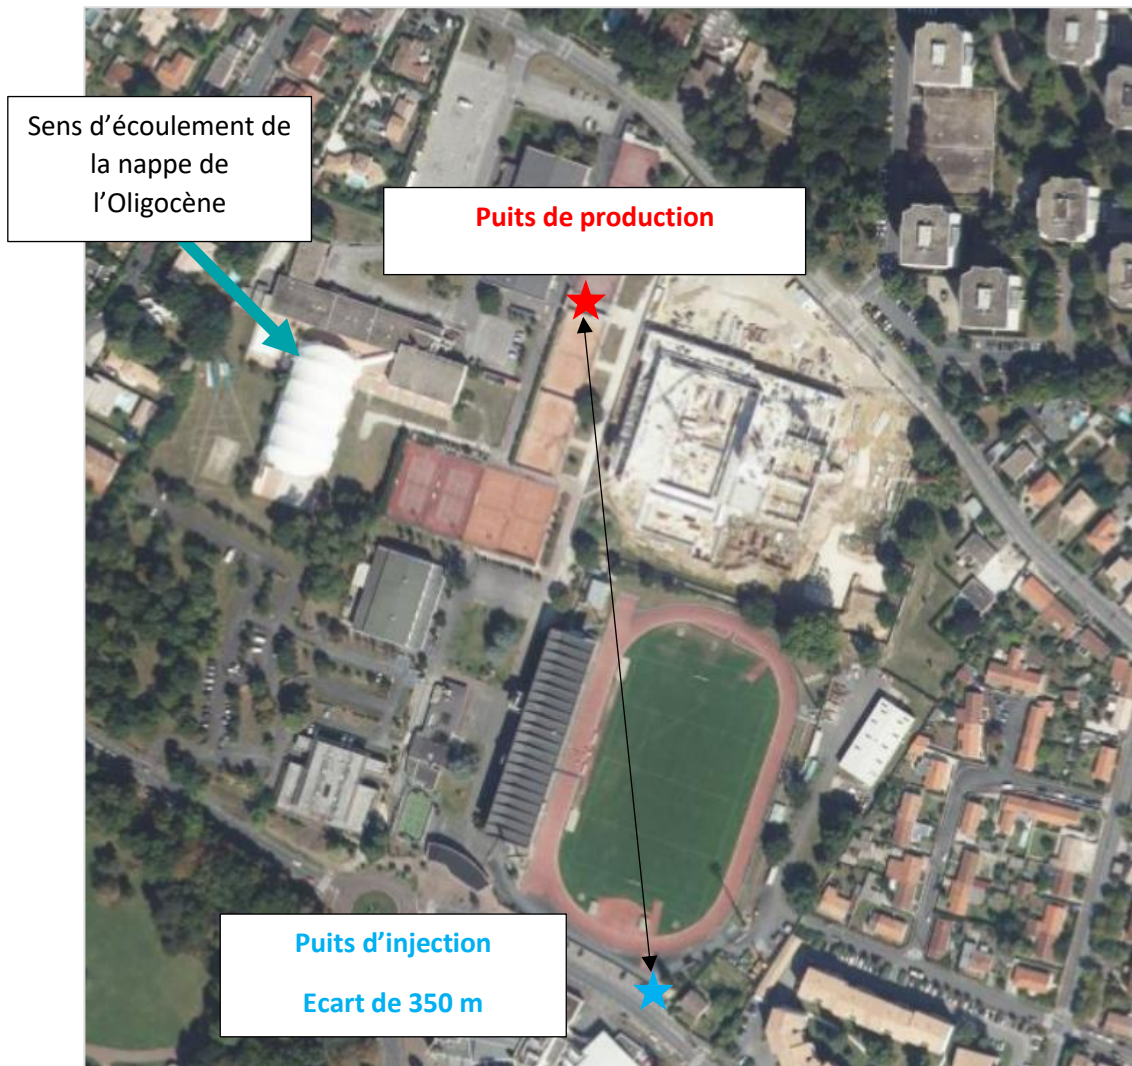 Sens d’écoulement de
la nappe de
l’Oligocène
Puits de production
Puits d’injection
Ecart de 350 m